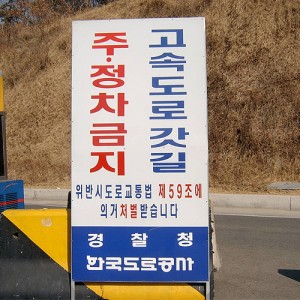 고속도로갓길
주·정차금지
위반시도로교통법 제59조에
의거처벌받습니다
경찰청
한국도로공사